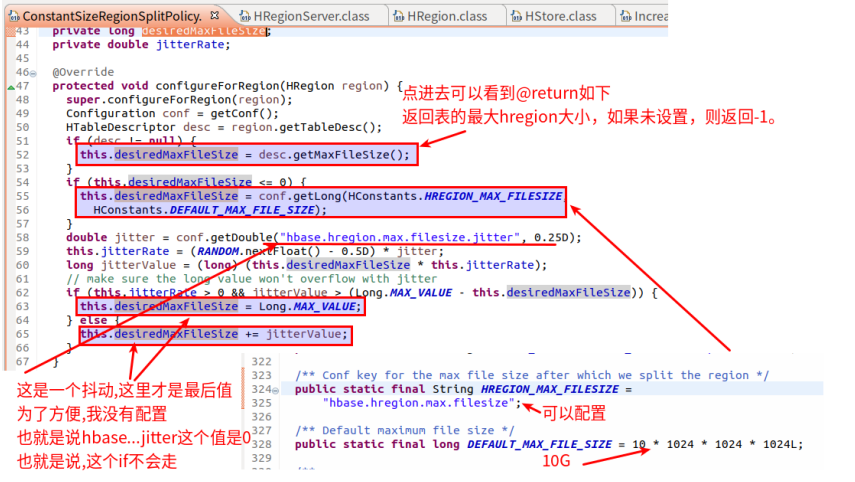 ConstantSizeRegionSplitPolicy.
HRegionServer.class
HRegion.class
HStore.class
Increa
43 private long desiredMaxFileSize;
44 private double jitterRate;
45
46 @Override
47 protected void configureForRegion(HRegion region) {
48 super.configureForRegion(region);
49 Configuration conf = getConf();
50 HTableDescriptor desc = region.getTableDesc();
51 if (desc != null) {
52 this.desiredMaxFileSize = desc.getMaxFileSize();
53 }
54 if (this.desiredMaxFileSize <= 0) {
55 this.desiredMaxFileSize = conf.getLong(HConstants.HREGION_MAX_FILESIZE,
56 HConstants.DEFAULT_MAX_FILE_SIZE);
57 }
58 double jitter = conf.getDouble("hbase.hregion.max.filesize.jitter", 0.25D);
59 this.jitterRate = (RANDOM.nextFloat() - 0.5D) * jitter;
60 long jitterValue = (long) (this.desiredMaxFileSize * this.jitterRate);
61 // make sure the long value won't overflow with jitter
62 if (this.jitterRate > 0 && jitterValue > (Long.MAX_VALUE - this.desiredMaxFileSize)) {
63 this.desiredMaxFileSize = Long.MAX_VALUE;
64 } else {
65 this.desiredMaxFileSize += jitterValue;
66 }
67 }
点进去可以看到@return如下
返回表的最大hregion大小，如果未设置，则返回-1。
这是一个抖动,这里才是最后值
为了方便,我没有配置
也就是说hbase...jitter这个值是0
也就是说,这个if不会走
322
323 /** Conf key for the max file size after which we split the region */
324 public static final String HREGION_MAX_FILESIZE =
325 "hbase.hregion.max.filesize";
可以配置
326
327 /** Default maximum file size */
328 public static final long DEFAULT_MAX_FILE_SIZE = 10 * 1024 * 1024 * 1024L;
329
10G
/**